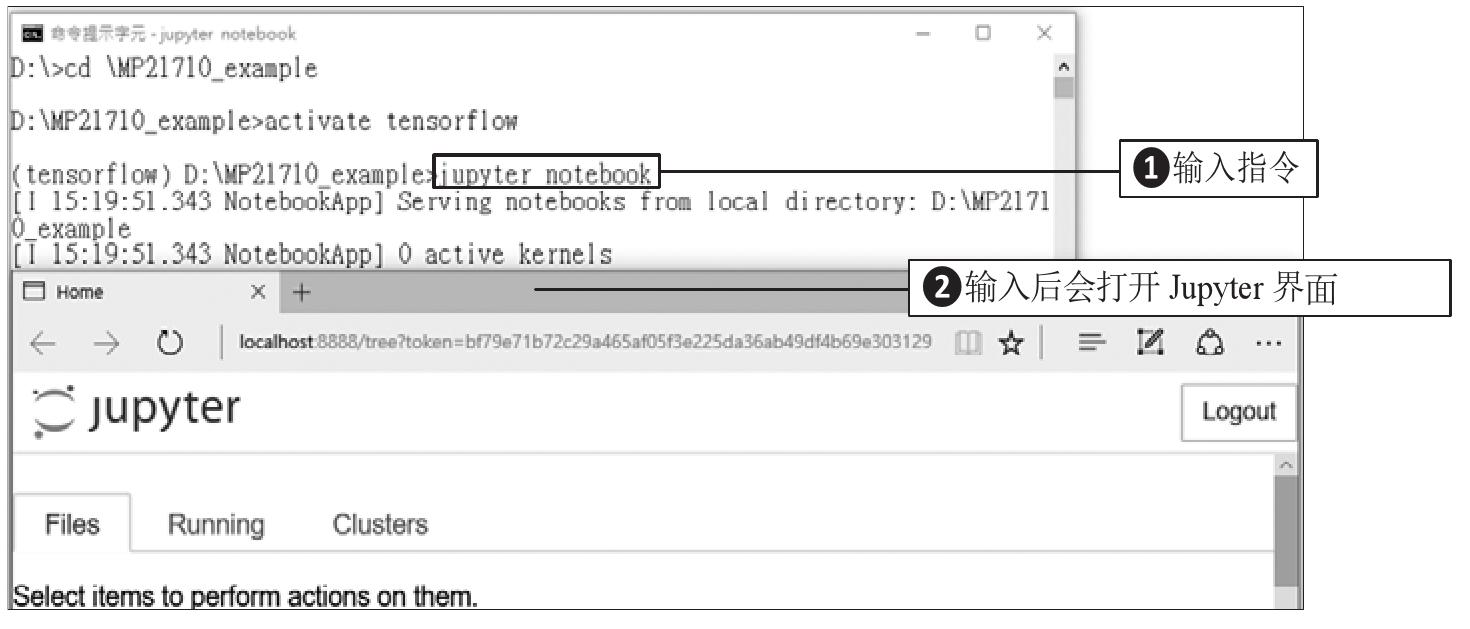 命令提示字元 - jupyter notebook
D:\>cd \MP21710_example
D:\MP21710_example>activate tensorflow
(tensorflow) D:\MP21710_example>jupyter notebook
❶输入指令
[I 15:19:51.343 NotebookApp] Serving notebooks from local directory: D:\MP2171
0_example
[I 15:19:51.343 NotebookApp] 0 active kernels
❷输入后会打开 Jupyter 界面
Home
localhost:8888/tree?token=bf79e71b72c29a465af05f3e225da36ab49df4b69e303129
jupyter
Logout
Files Running Clusters
Select items to perform actions on them.